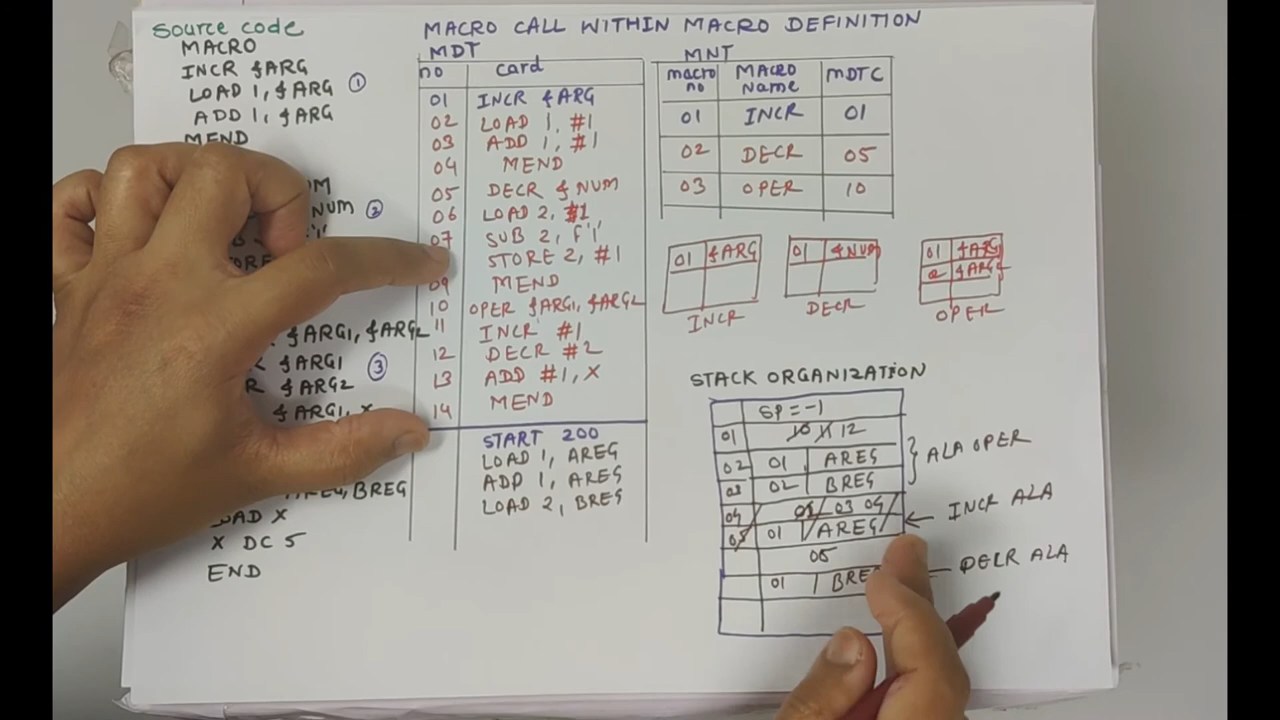 Source code
MACRO
INCR &ARG
LOAD 1, &ARG ①
ADD 1, &ARG
MEND
NUM ②
&ARG1, &ARG2
&ARG1 ③
&ARG2
&ARG1, X
AREG, BREG
LOAD X
X DC 5
END
MACRO CALL WITHIN MACRO DEFINITION
MDT
no card
01 INCR &ARG
02 LOAD 1, #1
03 ADD 1, #1
04 MEND
05 DECR &NUM
06 LOAD 2, #1
07 SUB 2, F'1'
STORE 2, #1
09 MEND
10 OPER &ARG1, &ARG2
11 INCR #1
12 DECR #2
13 ADD #1, X
14 MEND
START 200
LOAD 1, AREG
ADD 1, AREG
LOAD 2, BREG
MNT
macro no MACRO Name MDTC
01 INCR 01
02 DECR 05
03 OPER 10
01 &ARG
INCR
01 &NUM
DECR
01 &ARG1
2 &ARG2
OPER
STACK ORGANIZATION
SP = -1
01 10 11 12
02 01 AREG
03 02 BREG
ALA OPER
04 03 04
05 01 AREG
INCR ALA
05
01 BREG
DECR ALA